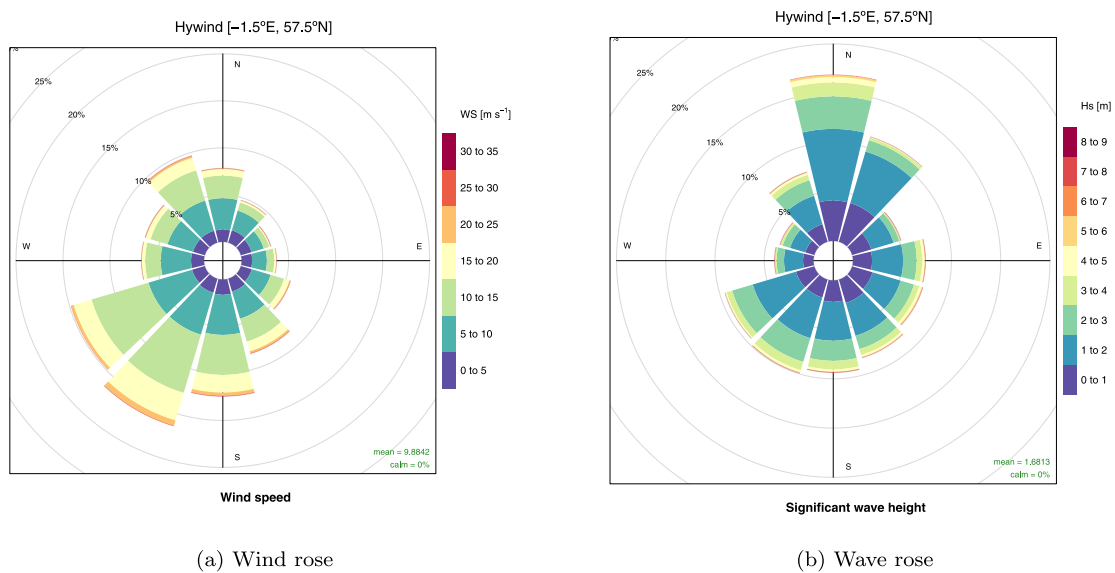 Hywind [−1.5ºE, 57.5ºN]
25%
20%
15%
10%
5%
N
W
E
S
WS [m s⁻¹]
30 to 35
25 to 30
20 to 25
15 to 20
10 to 15
5 to 10
0 to 5
mean = 9.8842
calm = 0%
Wind speed
(a) Wind rose
Hywind [−1.5ºE, 57.5ºN]
25%
20%
15%
10%
5%
N
W
E
S
Hs [m]
8 to 9
7 to 8
6 to 7
5 to 6
4 to 5
3 to 4
2 to 3
1 to 2
0 to 1
mean = 1.6813
calm = 0%
Significant wave height
(b) Wave rose